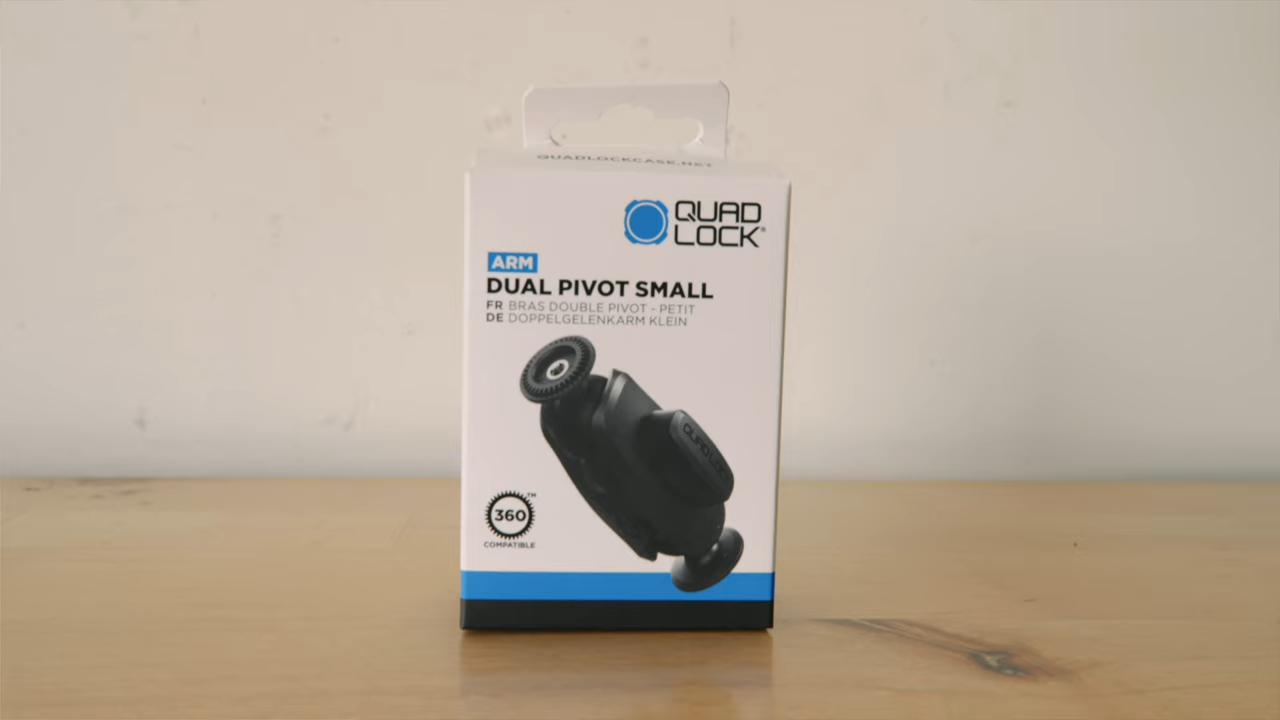 QUADLOCKCASE.NET
QUAD
LOCK®
ARM
DUAL PIVOT SMALL
FR BRAS DOUBLE PIVOT - PETIT
DE DOPPELGELENKARM KLEIN
QUAD LOCK
360™
COMPATIBLE